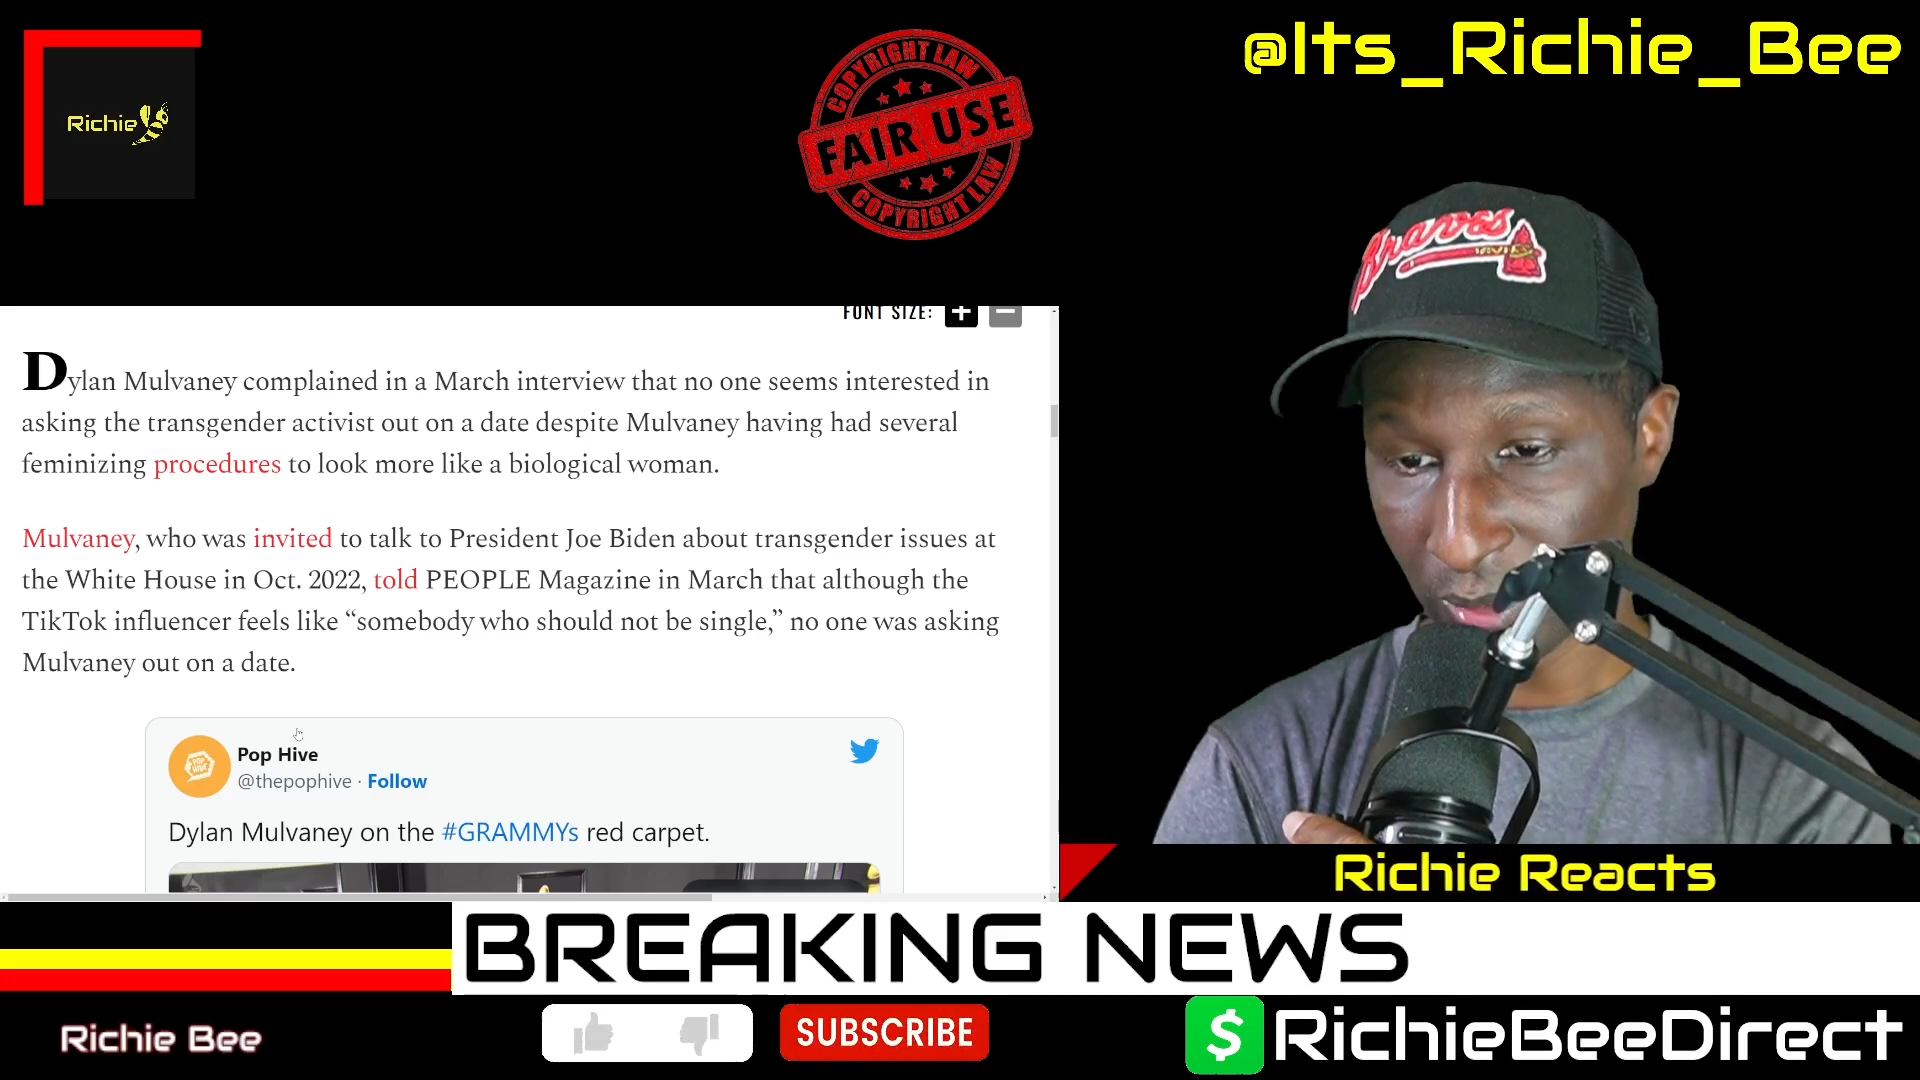 @Its_Richie_Bee
Richie
COPYRIGHT LAW
FAIR USE
COPYRIGHT LAW
Braves
FONT SIZE: + −
Dylan Mulvaney complained in a March interview that no one seems interested in
asking the transgender activist out on a date despite Mulvaney having had several
feminizing procedures to look more like a biological woman.
Mulvaney, who was invited to talk to President Joe Biden about transgender issues at
the White House in Oct. 2022, told PEOPLE Magazine in March that although the
TikTok influencer feels like “somebody who should not be single,” no one was asking
Mulvaney out on a date.
POP HIVE
Pop Hive
@thepophive · Follow
Dylan Mulvaney on the #GRAMMYs red carpet.
Richie Reacts
BREAKING NEWS
Richie Bee
SUBSCRIBE
$RichieBeeDirect